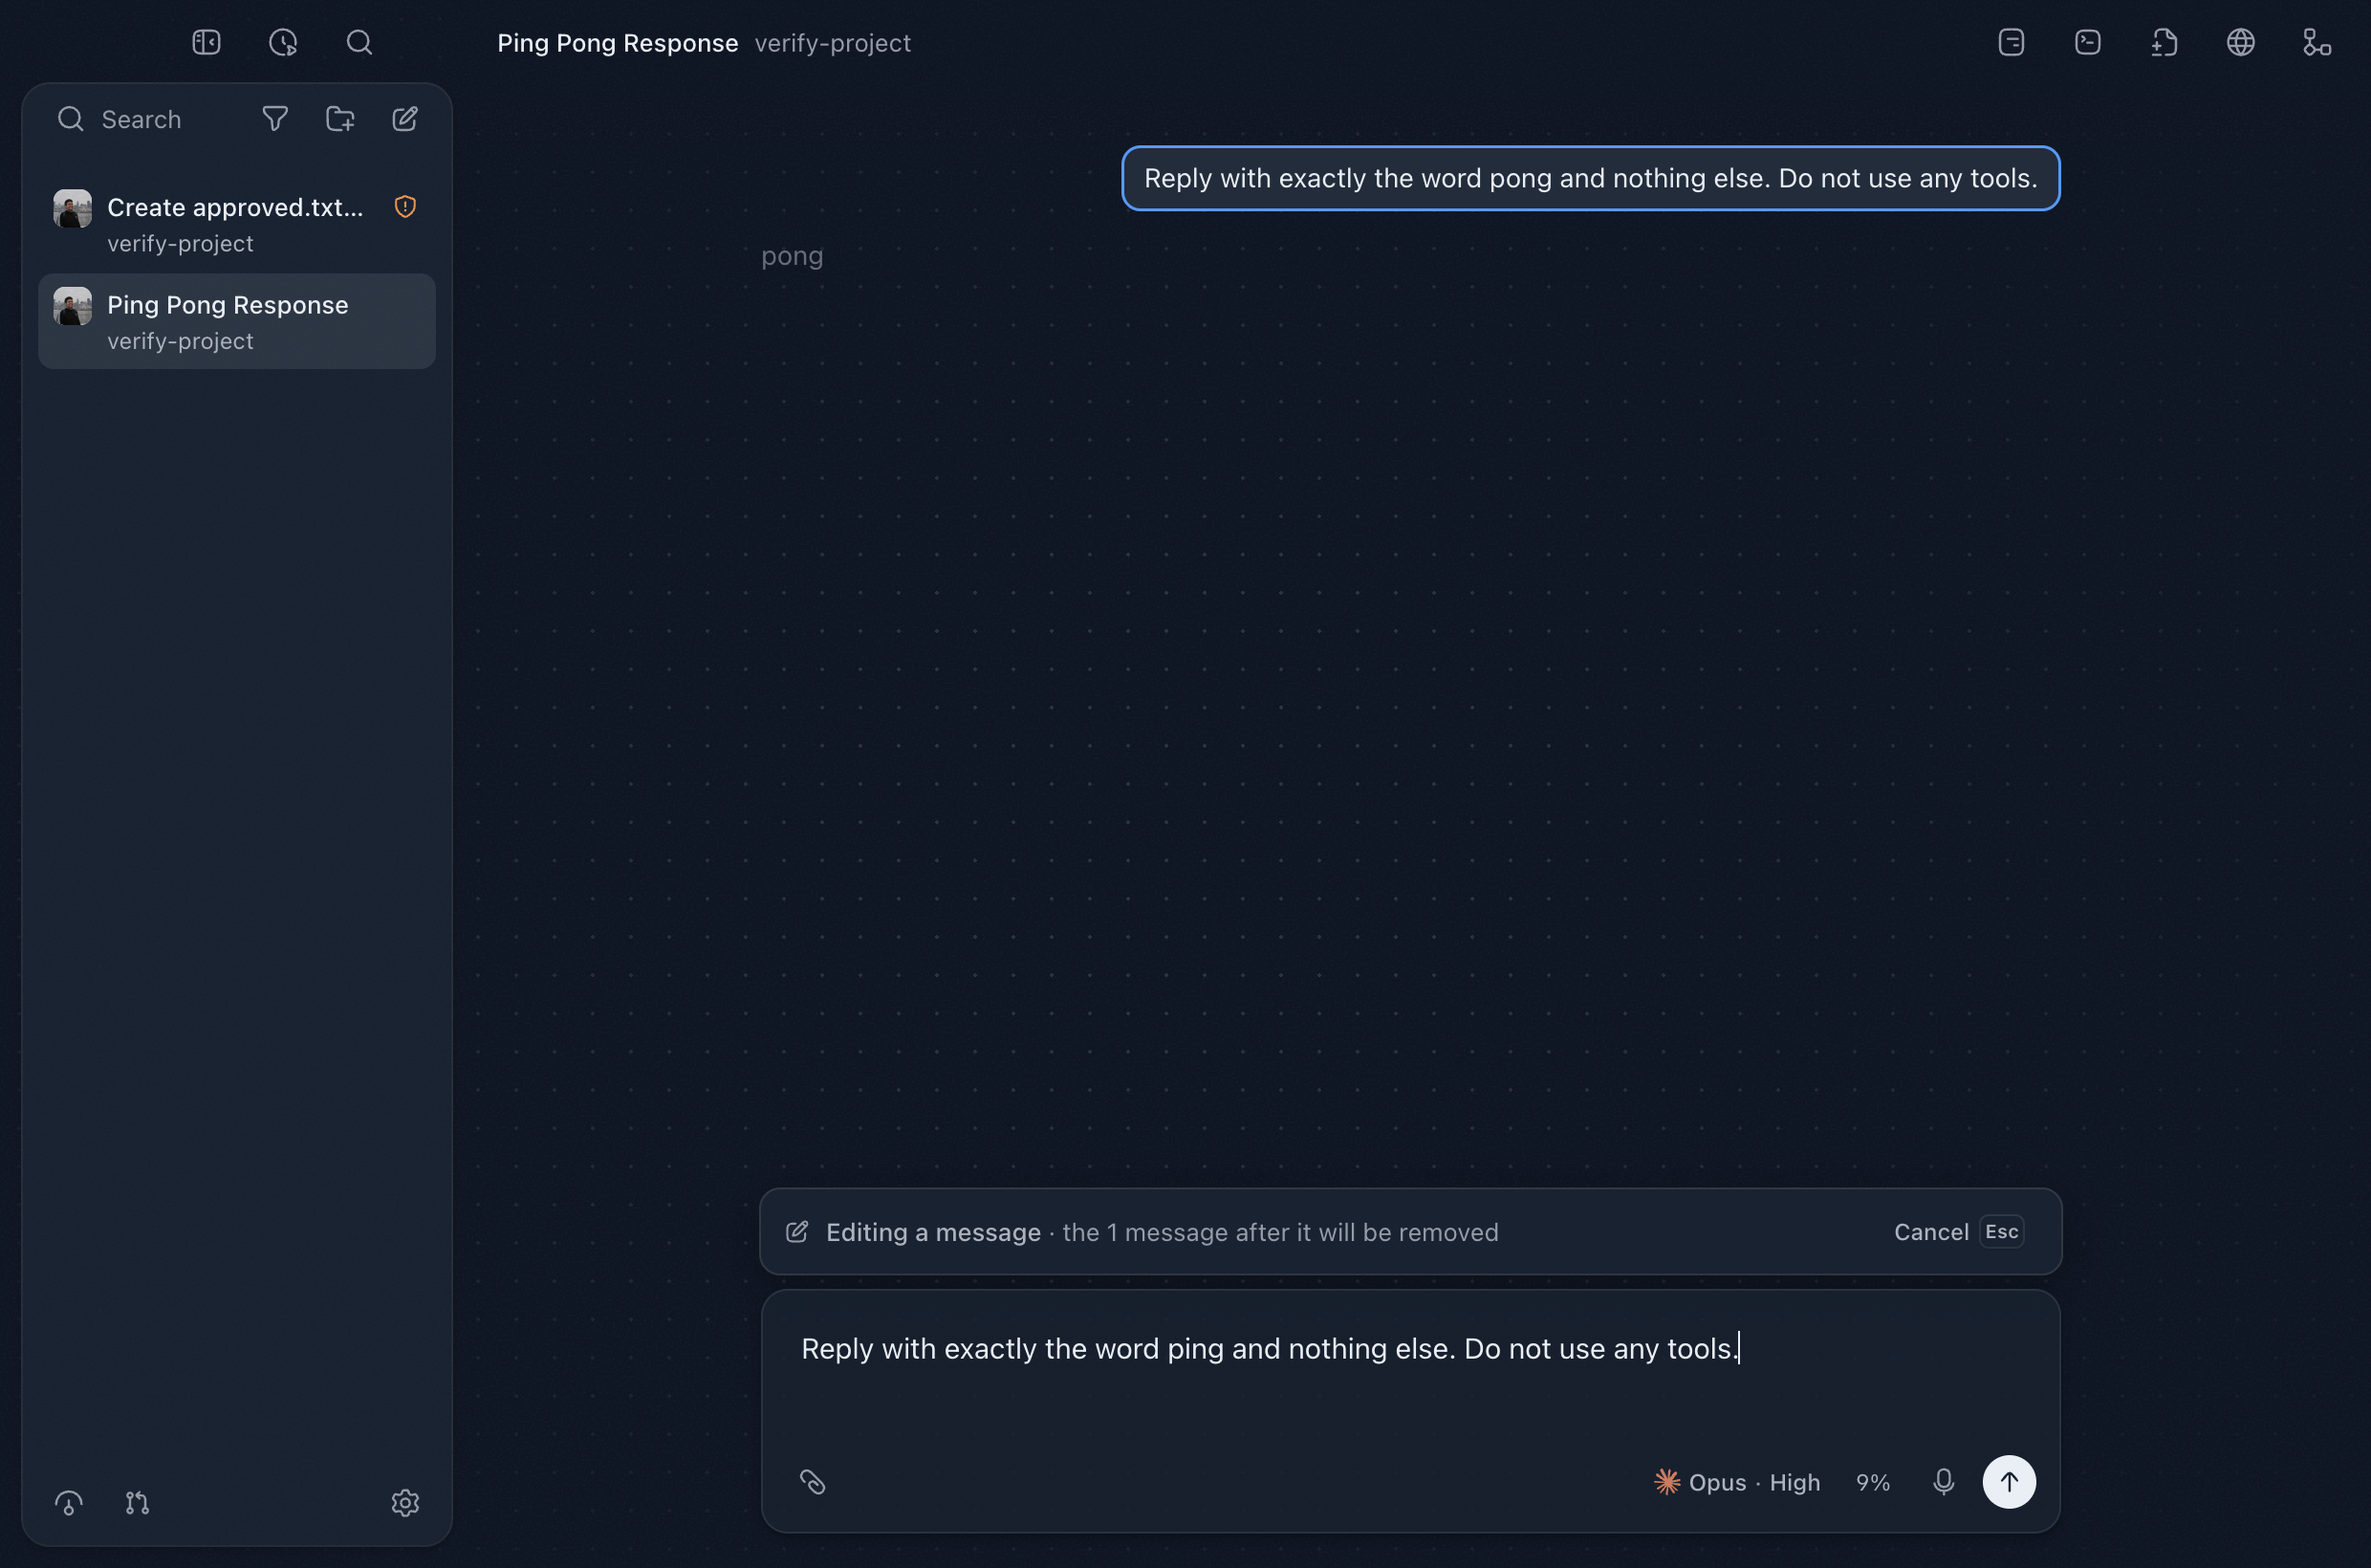 Ping Pong Response verify-project
Search
Create approved.txt...
verify-project
Ping Pong Response
verify-project
Reply with exactly the word pong and nothing else. Do not use any tools.
pong
Editing a message · the 1 message after it will be removed
Cancel Esc
Reply with exactly the word ping and nothing else. Do not use any tools.
Opus · High 9%